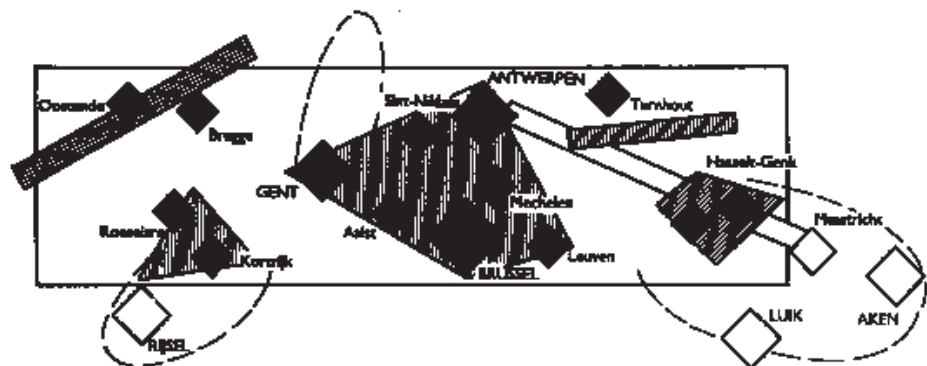 ANTWERPEN
Oostende
Sint-Niklaas
Turnhout
Brugge
Hasselt-Genk
GENT
Mechelen
Roeselare
Aalst
Maastricht
Kortrijk
Leuven
BRUSSEL
LUIK
AKEN
RIJSEL